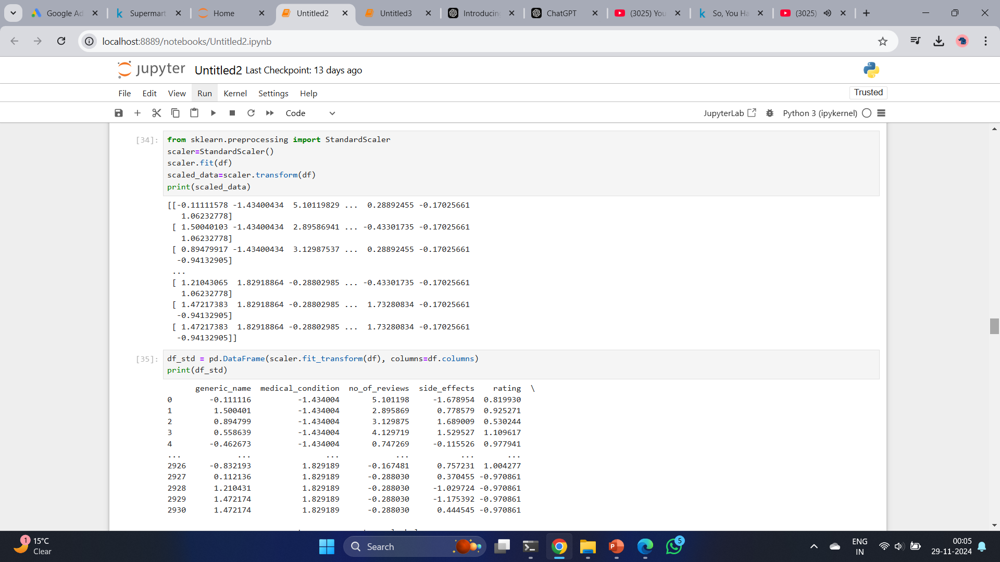 Google Ad
Supermart
Home
Untitled2
Untitled3
Introducin
ChatGPT
(3025) You
So, You Ha
(3025)
localhost:8889/notebooks/Untitled2.ipynb
jupyter Untitled2 Last Checkpoint: 13 days ago
File Edit View Run Kernel Settings Help
Trusted
Code
JupyterLab
Python 3 (ipykernel)
[34]:
from sklearn.preprocessing import StandardScaler
scaler=StandardScaler()
scaler.fit(df)
scaled_data=scaler.transform(df)
print(scaled_data)
[[-0.11111578 -1.43400434  5.10119829 ...  0.28892455 -0.17025661
   1.06232778]
 [ 1.50040103 -1.43400434  2.89586941 ... -0.43301735 -0.17025661
   1.06232778]
 [ 0.89479917 -1.43400434  3.12987537 ...  0.28892455 -0.17025661
  -0.94132905]
 ...
 [ 1.21043065  1.82918864 -0.28802985 ... -0.43301735 -0.17025661
   1.06232778]
 [ 1.47217383  1.82918864 -0.28802985 ...  1.73280834 -0.17025661
  -0.94132905]
 [ 1.47217383  1.82918864 -0.28802985 ...  1.73280834 -0.17025661
  -0.94132905]]
[35]:
df_std = pd.DataFrame(scaler.fit_transform(df), columns=df.columns)
print(df_std)
      generic_name  medical_condition  no_of_reviews  side_effects    rating  \
0        -0.111116          -1.434004       5.101198     -1.678954  0.819930
1         1.500401          -1.434004       2.895869      0.778579  0.925271
2         0.894799          -1.434004       3.129875      1.689009  0.530244
3         0.558639          -1.434004       4.129719      1.529527  1.109617
4        -0.462673          -1.434004       0.747269     -0.115526  0.977941
...            ...                ...            ...           ...       ...
2926     -0.832193           1.829189      -0.167481      0.757231  1.004277
2927      0.112136           1.829189      -0.288030      0.370455 -0.970861
2928      1.210431           1.829189      -0.288030     -1.029724 -0.970861
2929      1.472174           1.829189      -0.288030     -1.175392 -0.970861
2930      1.472174           1.829189      -0.288030      0.444545 -0.970861
1
15°C
Clear
Search
5
ENG
IN
00:05
29-11-2024